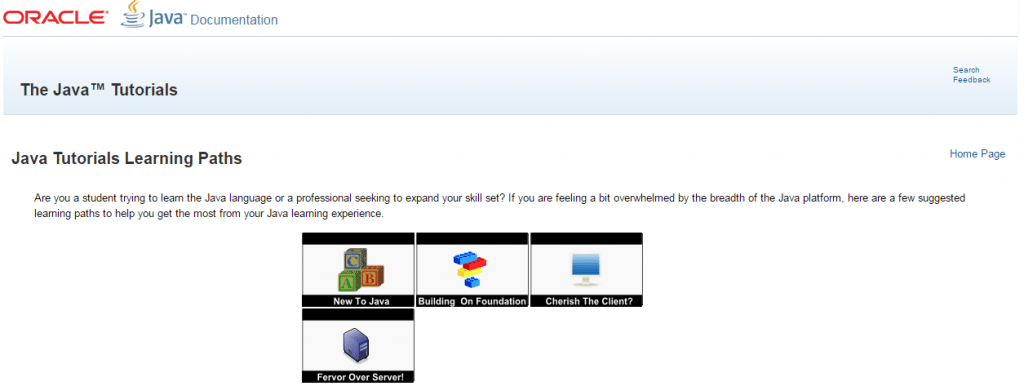 ORACLE® Java™ Documentation
The Java™ Tutorials
Search
Feedback
Java Tutorials Learning Paths
Home Page
Are you a student trying to learn the Java language or a professional seeking to expand your skill set? If you are feeling a bit overwhelmed by the breadth of the Java platform, here are a few suggested
learning paths to help you get the most from your Java learning experience.
C
A B
New To Java
Building On Foundation
Cherish The Client?
Fervor Over Server!